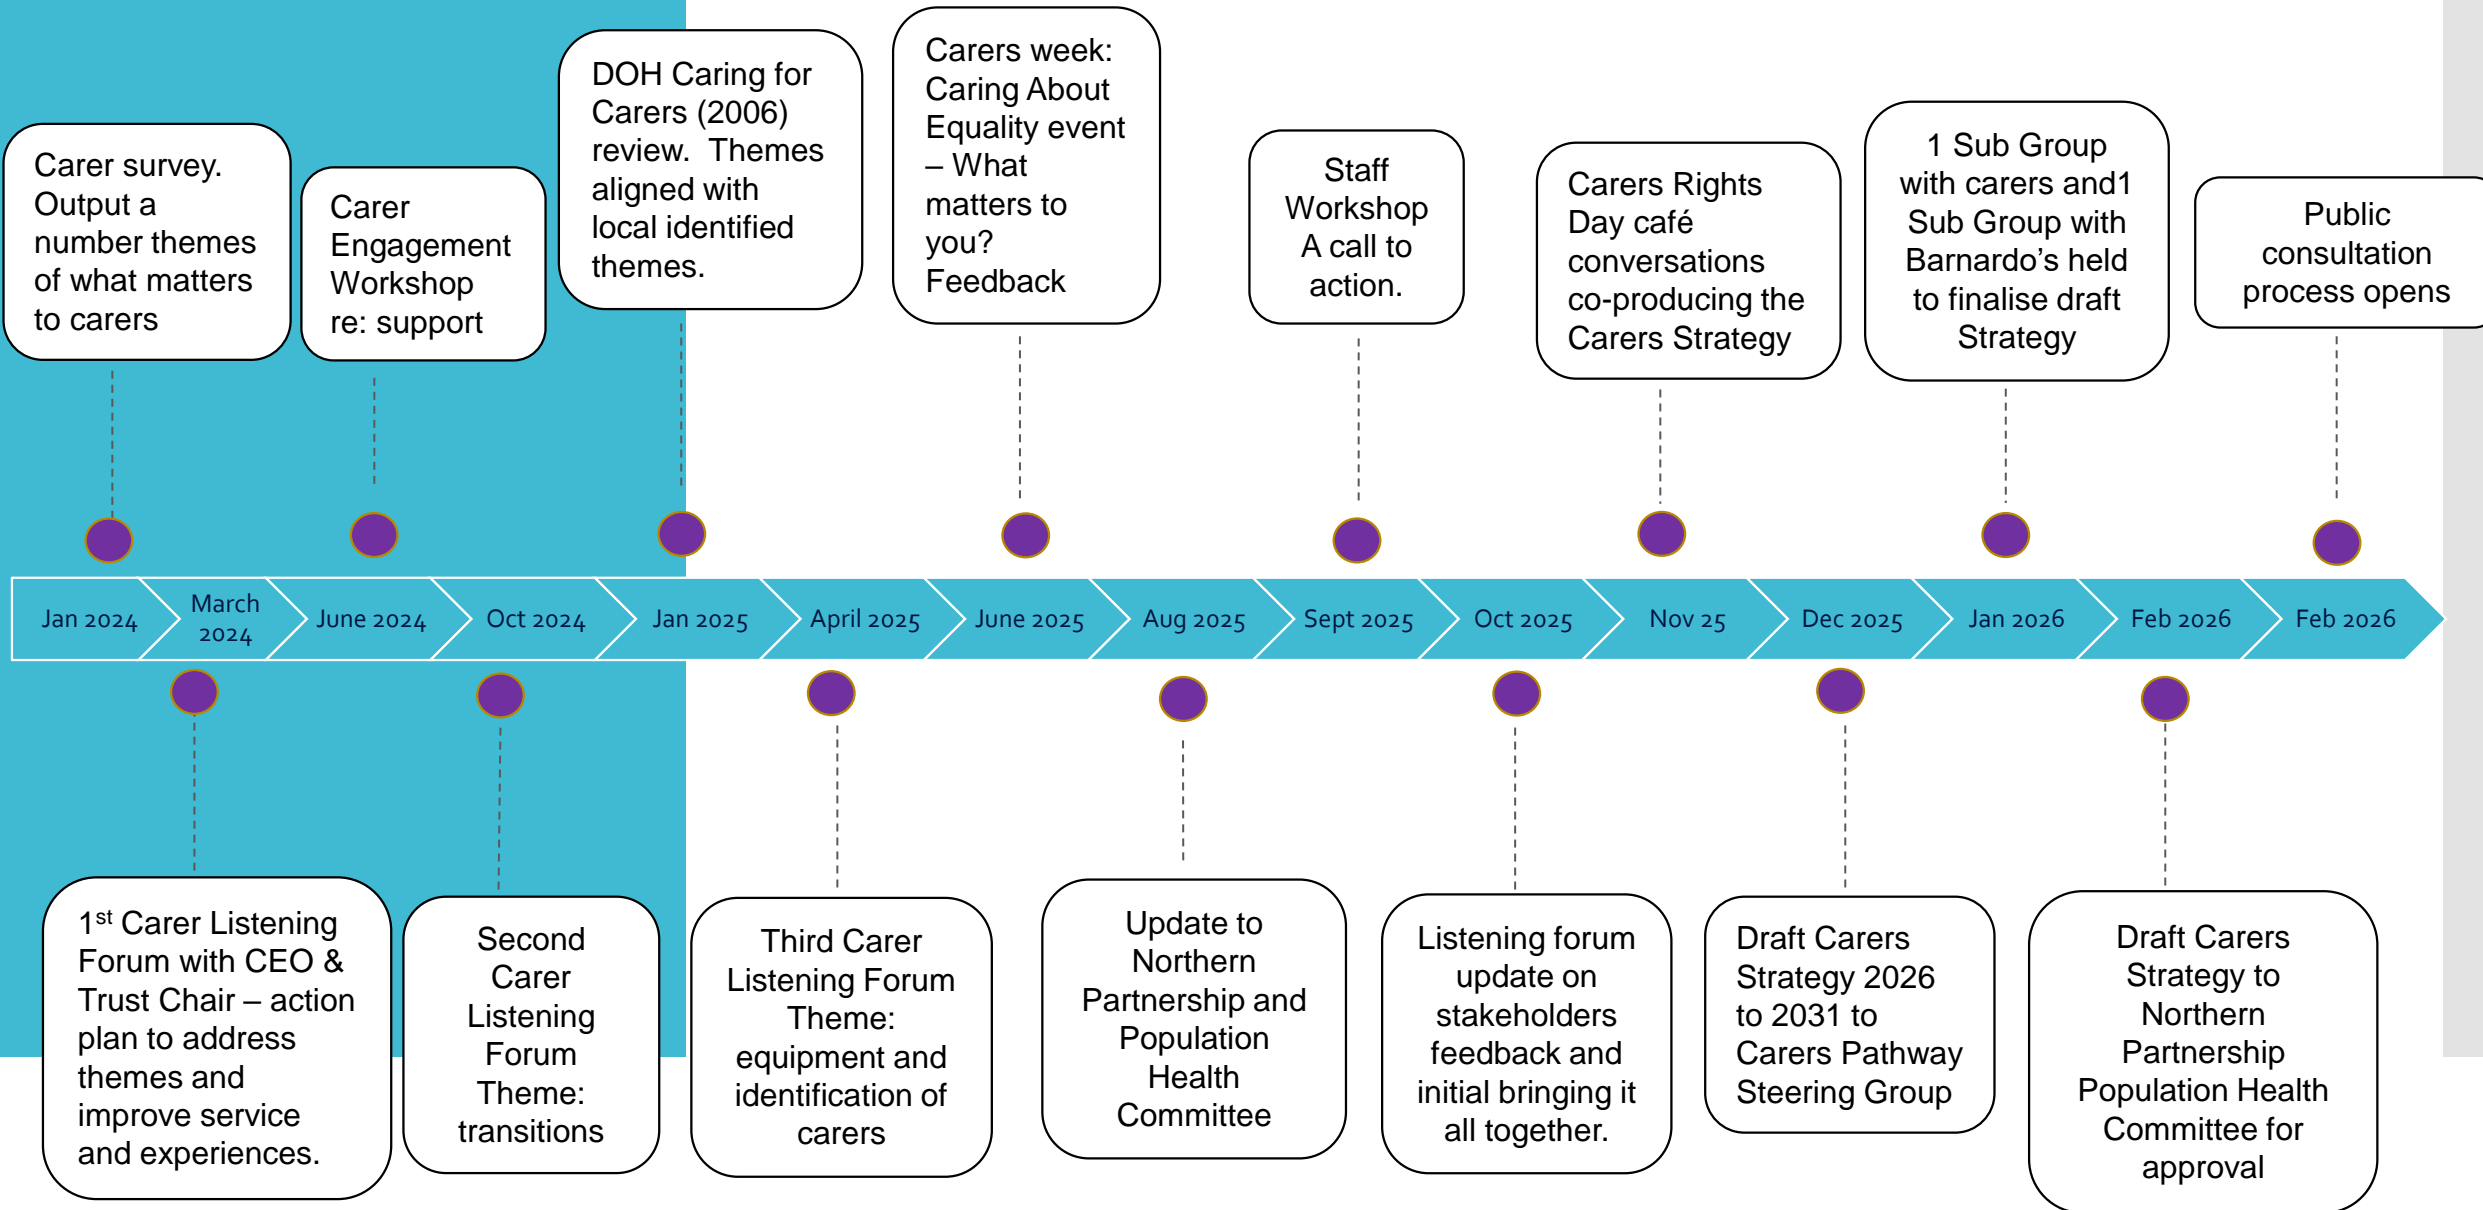 Carer survey.
Output a
number themes
of what matters
to carers
Carer
Engagement
Workshop
re: support
DOH Caring for
Carers (2006)
review.  Themes
aligned with
local identified
themes.
Carers week:
Caring About
Equality event
– What
matters to
you?
Feedback
Staff
Workshop
A call to
action.
Carers Rights
Day café
conversations
co-producing the
Carers Strategy
1 Sub Group
with carers and1
Sub Group with
Barnardo’s held
to finalise draft
Strategy
Public
consultation
process opens
Jan 2024
March
2024
June 2024
Oct 2024
Jan 2025
April 2025
June 2025
Aug 2025
Sept 2025
Oct 2025
Nov 25
Dec 2025
Jan 2026
Feb 2026
Feb 2026
1st Carer Listening
Forum with CEO &
Trust Chair – action
plan to address
themes and
improve service
and experiences.
Second
Carer
Listening
Forum
Theme:
transitions
Third Carer
Listening Forum
Theme:
equipment and
identification of
carers
Update to
Northern
Partnership and
Population
Health
Committee
Listening forum
update on
stakeholders
feedback and
initial bringing it
all together.
Draft Carers
Strategy 2026
to 2031 to
Carers Pathway
Steering Group
Draft Carers
Strategy to
Northern
Partnership
Population Health
Committee for
approval